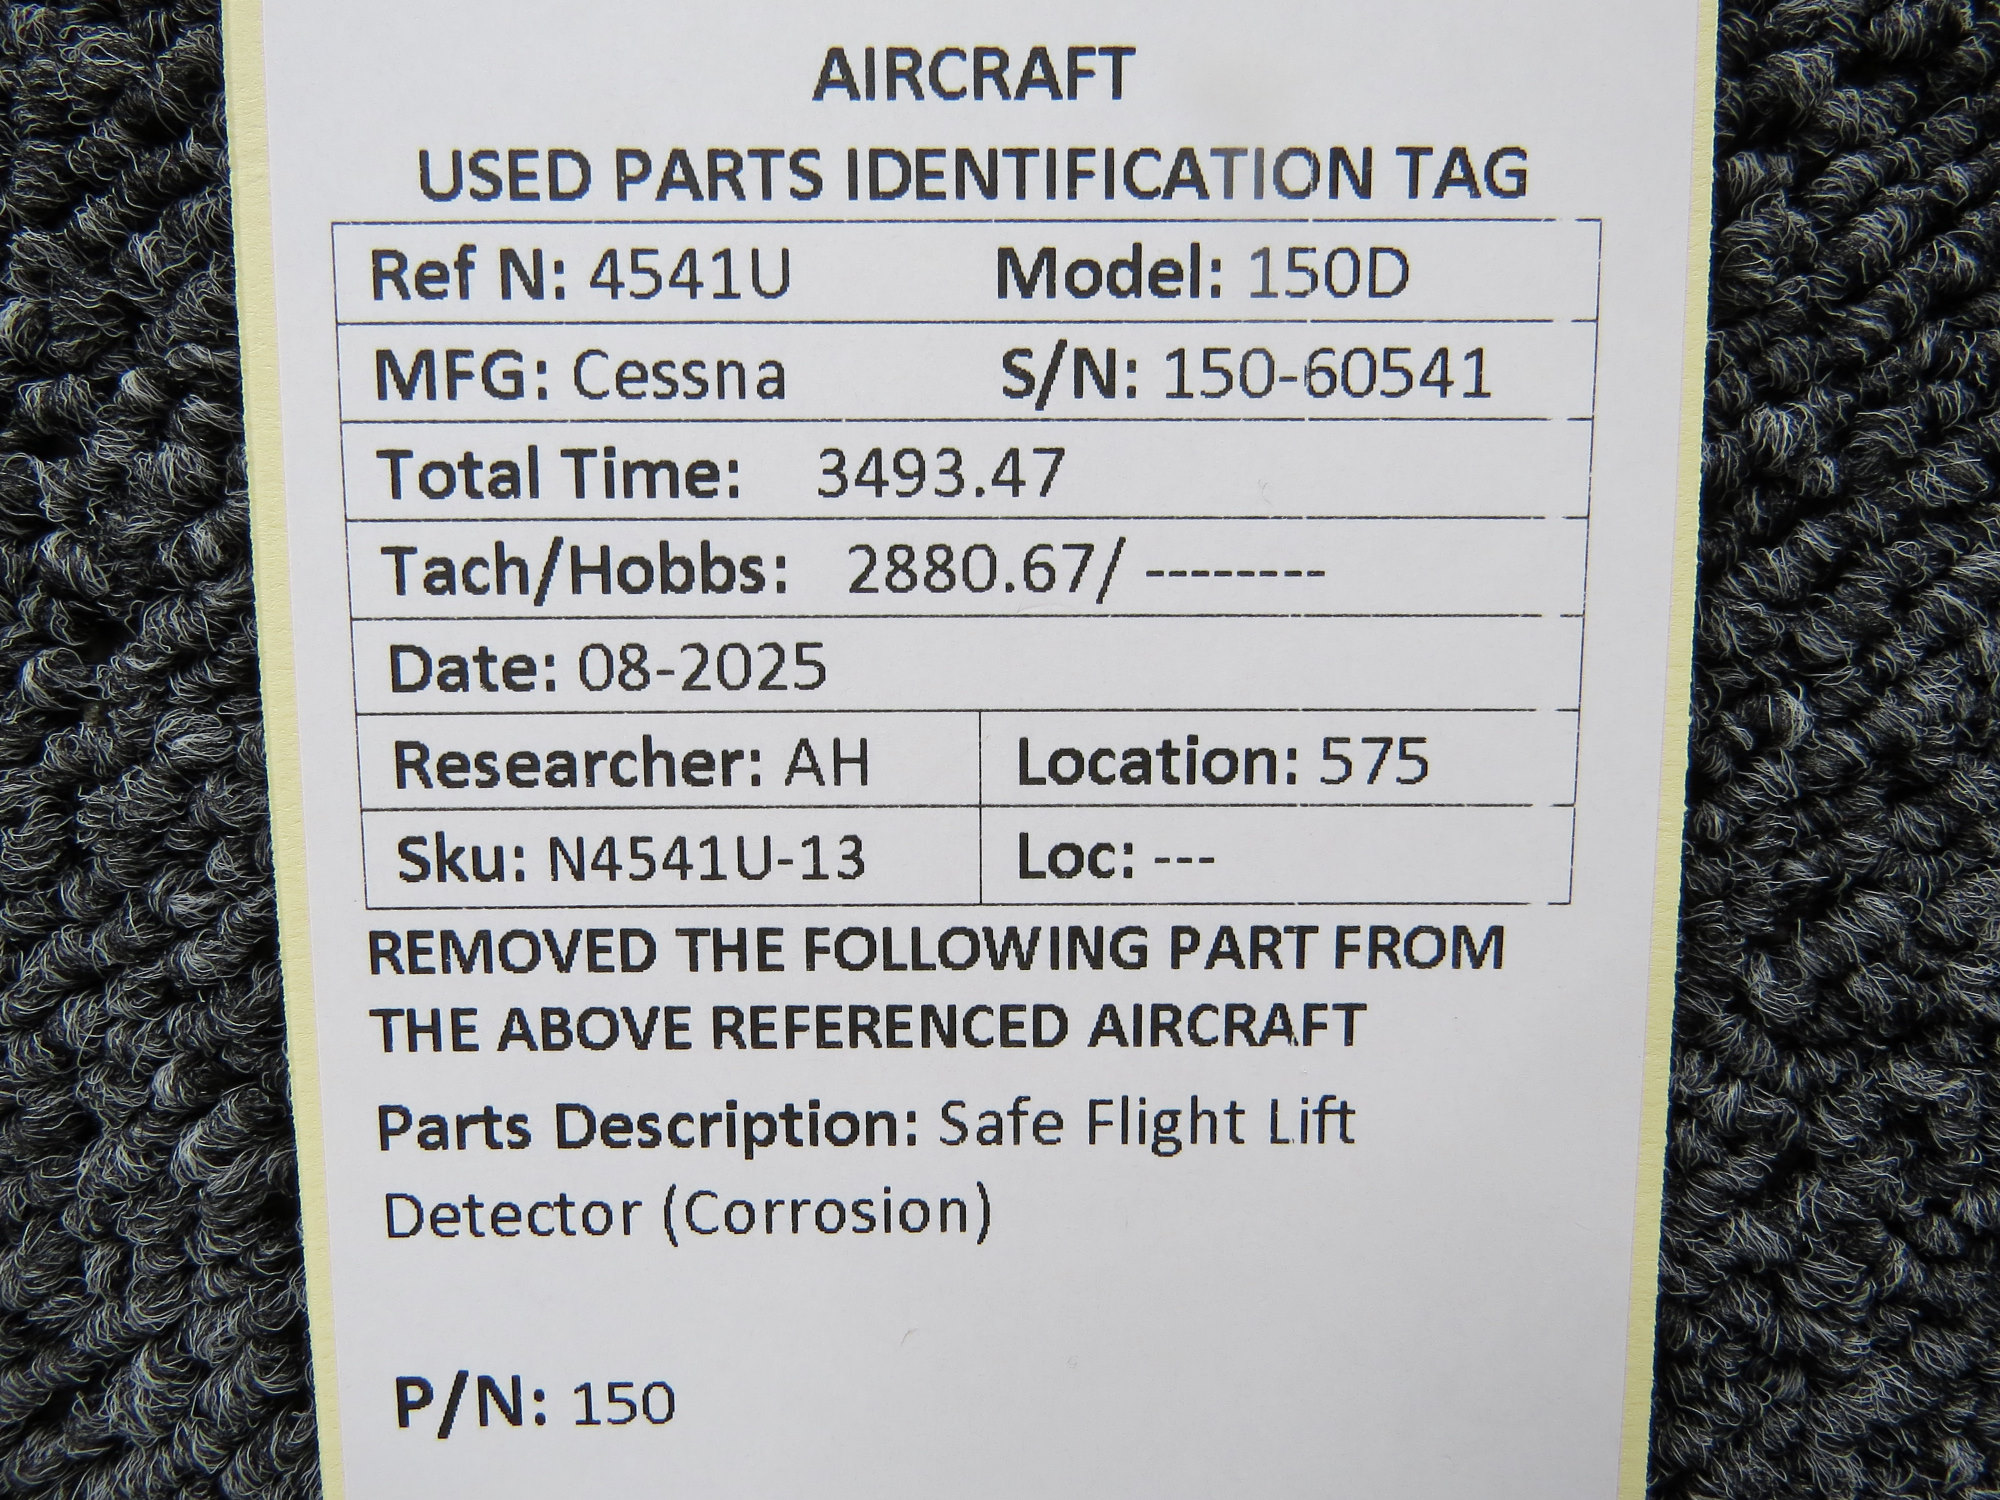 AIRCRAFT
USED PARTS IDENTIFICATION TAG
Ref N: 4541U Model: 150D
MFG: Cessna S/N: 150-60541
Total Time: 3493.47
Tach/Hobbs: 2880.67/ --------
Date: 08-2025
Researcher: AH Location: 575
Sku: N4541U-13 Loc: ---
REMOVED THE FOLLOWING PART FROM
THE ABOVE REFERENCED AIRCRAFT
Parts Description: Safe Flight Lift
Detector (Corrosion)
P/N: 150